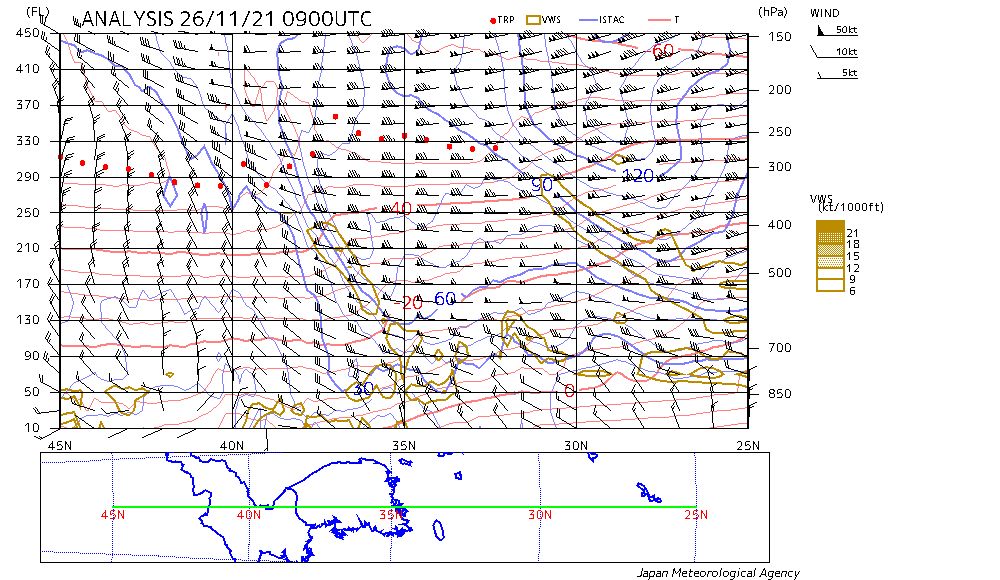 ANALYSIS 26/11/21 0900UTC
TRP VWS ISTAC T
(FL) (hPa) WIND
450 150 50kt
410 10kt
5kt
370 200
330 250
290 300
250
210 400
170 500
130
90 700
50 850
10
60
120
90
40
20 60
30 0
VWS
(kt/1000ft)
21
18
15
12
9
6
45N 40N 35N 30N 25N
45N 40N 35N 30N 25N
Japan Meteorological Agency